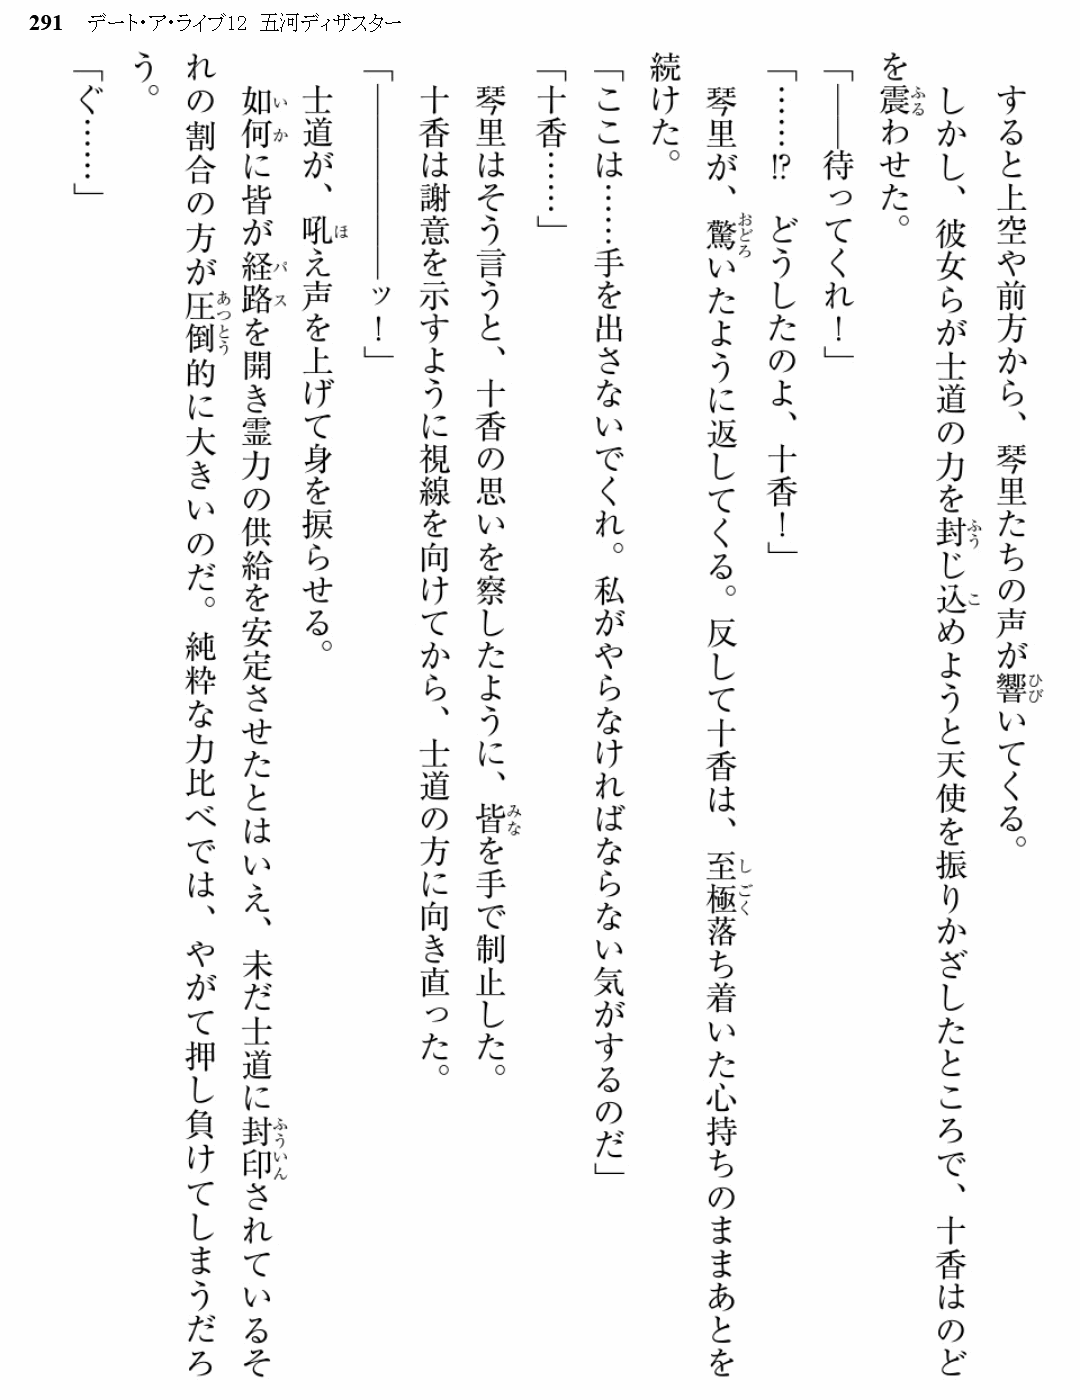 291 デート・ア・ライブ12 五河ディザスター
すると上空や前方から、琴里たちの声が響いてくる。
しかし、彼女らが士道の力を封じ込めようと天使を振りかざしたところで、十香はのど
を震わせた。
「――待ってくれ！」
「……!?　どうしたのよ、十香！」
琴里が、驚いたように返してくる。反して十香は、至極落ち着いた心持ちのままあとを
続けた。
「ここは……手を出さないでくれ。私がやらなければならない気がするのだ」
「十香……」
琴里はそう言うと、十香の思いを察したように、皆を手で制止した。
十香は謝意を示すように視線を向けてから、士道の方に向き直った。
「――――――ッ！」
士道が、吼え声を上げて身を捩らせる。
如何に皆が経路を開き霊力の供給を安定させたとはいえ、未だ士道に封印されているそ
れの割合の方が圧倒的に大きいのだ。純粋な力比べでは、やがて押し負けてしまうだろ
う。
「ぐ……」